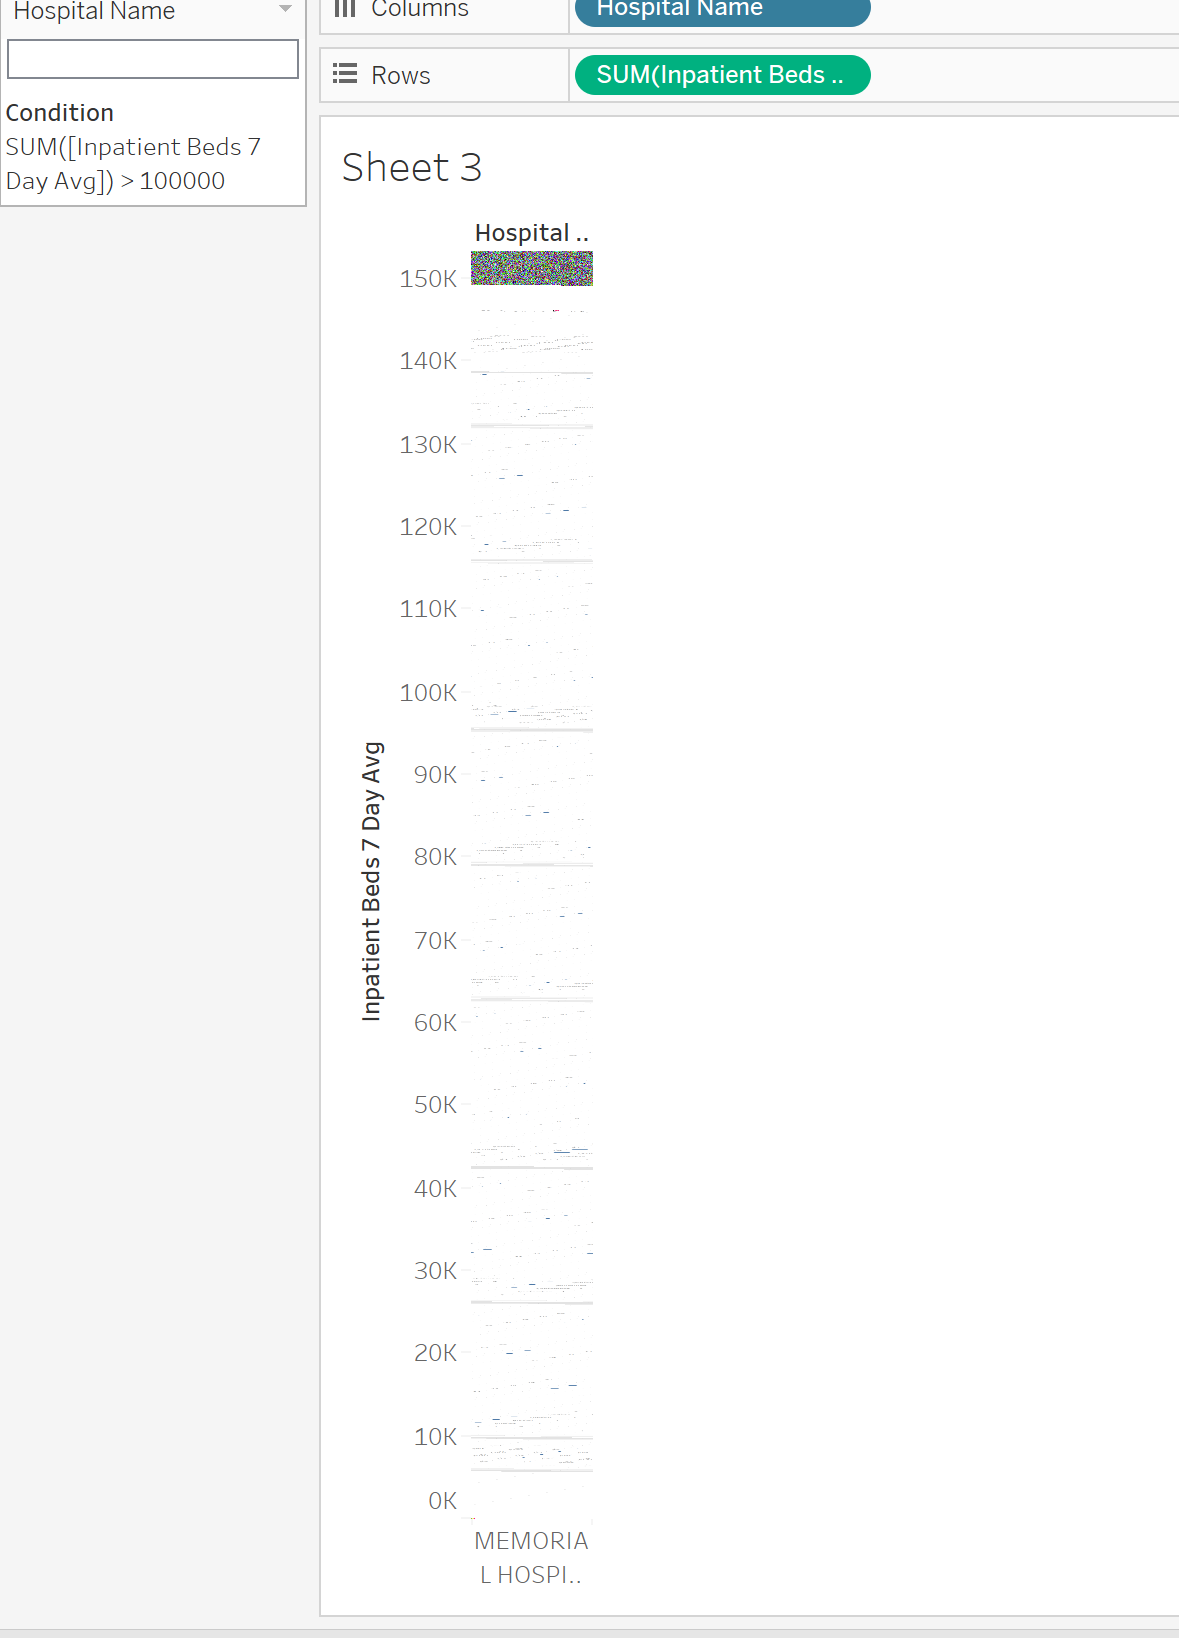 Hospital Name
Condition
SUM([Inpatient Beds 7
Day Avg]) > 100000
Columns
Hospital Name
Rows
SUM(Inpatient Beds ..
Sheet 3
Hospital ..
150K
140K
130K
120K
110K
100K
90K
80K
70K
60K
50K
40K
30K
20K
10K
0K
Inpatient Beds 7 Day Avg
MEMORIA
L HOSPI..